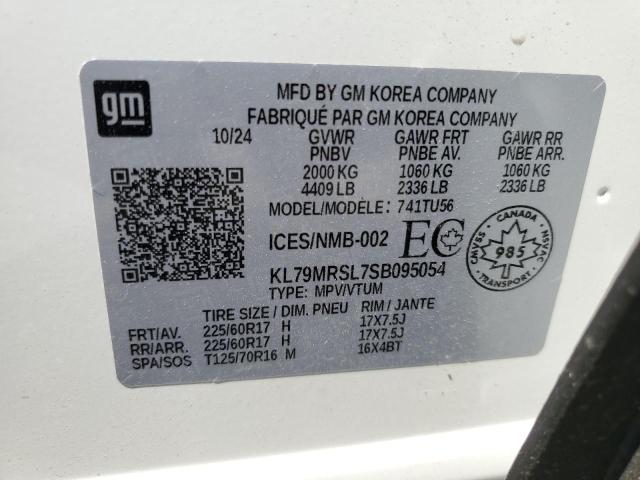 gm
MFD BY GM KOREA COMPANY
FABRIQUÉ PAR GM KOREA COMPANY
10/24 GVWR GAWR FRT GAWR RR
PNBV PNBE AV. PNBE ARR.
2000 KG 1060 KG 1060 KG
4409 LB 2336 LB 2336 LB
MODEL/MODÈLE: 741TU56
ICES/NMB-002 EC
CANADA
CMVSS NSVAC
985
TRANSPORT
KL79MRSL7SB095054
TYPE: MPV/VTUM
TIRE SIZE / DIM. PNEU RIM / JANTE
FRT/AV. 225/60R17 H 17X7.5J
RR/ARR. 225/60R17 H 17X7.5J
SPA/SOS T125/70R16 M 16X4BT